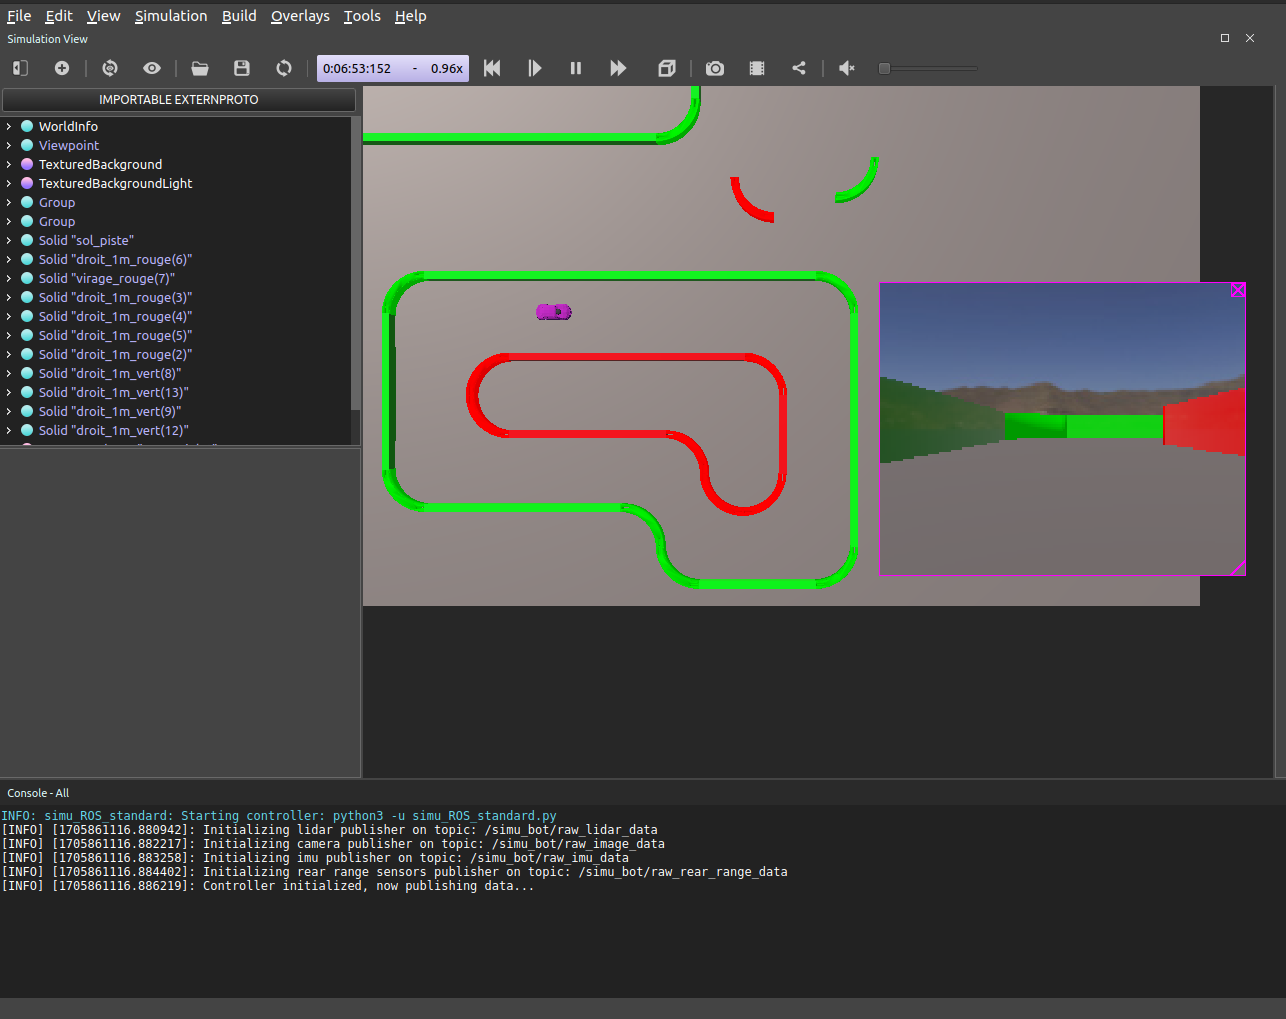 File Edit View Simulation Build Overlays Tools Help
Simulation View
0:06:53:152 - 0.96x
IMPORTABLE EXTERNPROTO
WorldInfo
Viewpoint
TexturedBackground
TexturedBackgroundLight
Group
Group
Solid "sol_piste"
Solid "droit_1m_rouge(6)"
Solid "virage_rouge(7)"
Solid "droit_1m_rouge(3)"
Solid "droit_1m_rouge(4)"
Solid "droit_1m_rouge(5)"
Solid "droit_1m_rouge(2)"
Solid "droit_1m_vert(8)"
Solid "droit_1m_vert(13)"
Solid "droit_1m_vert(9)"
Solid "droit_1m_vert(12)"
Console - All
INFO: simu_ROS_standard: Starting controller: python3 -u simu_ROS_standard.py
[INFO] [1705861116.880942]: Initializing lidar publisher on topic: /simu_bot/raw_lidar_data
[INFO] [1705861116.882217]: Initializing camera publisher on topic: /simu_bot/raw_image_data
[INFO] [1705861116.883258]: Initializing imu publisher on topic: /simu_bot/raw_imu_data
[INFO] [1705861116.884402]: Initializing rear range sensors publisher on topic: /simu_bot/raw_rear_range_data
[INFO] [1705861116.886219]: Controller initialized, now publishing data...